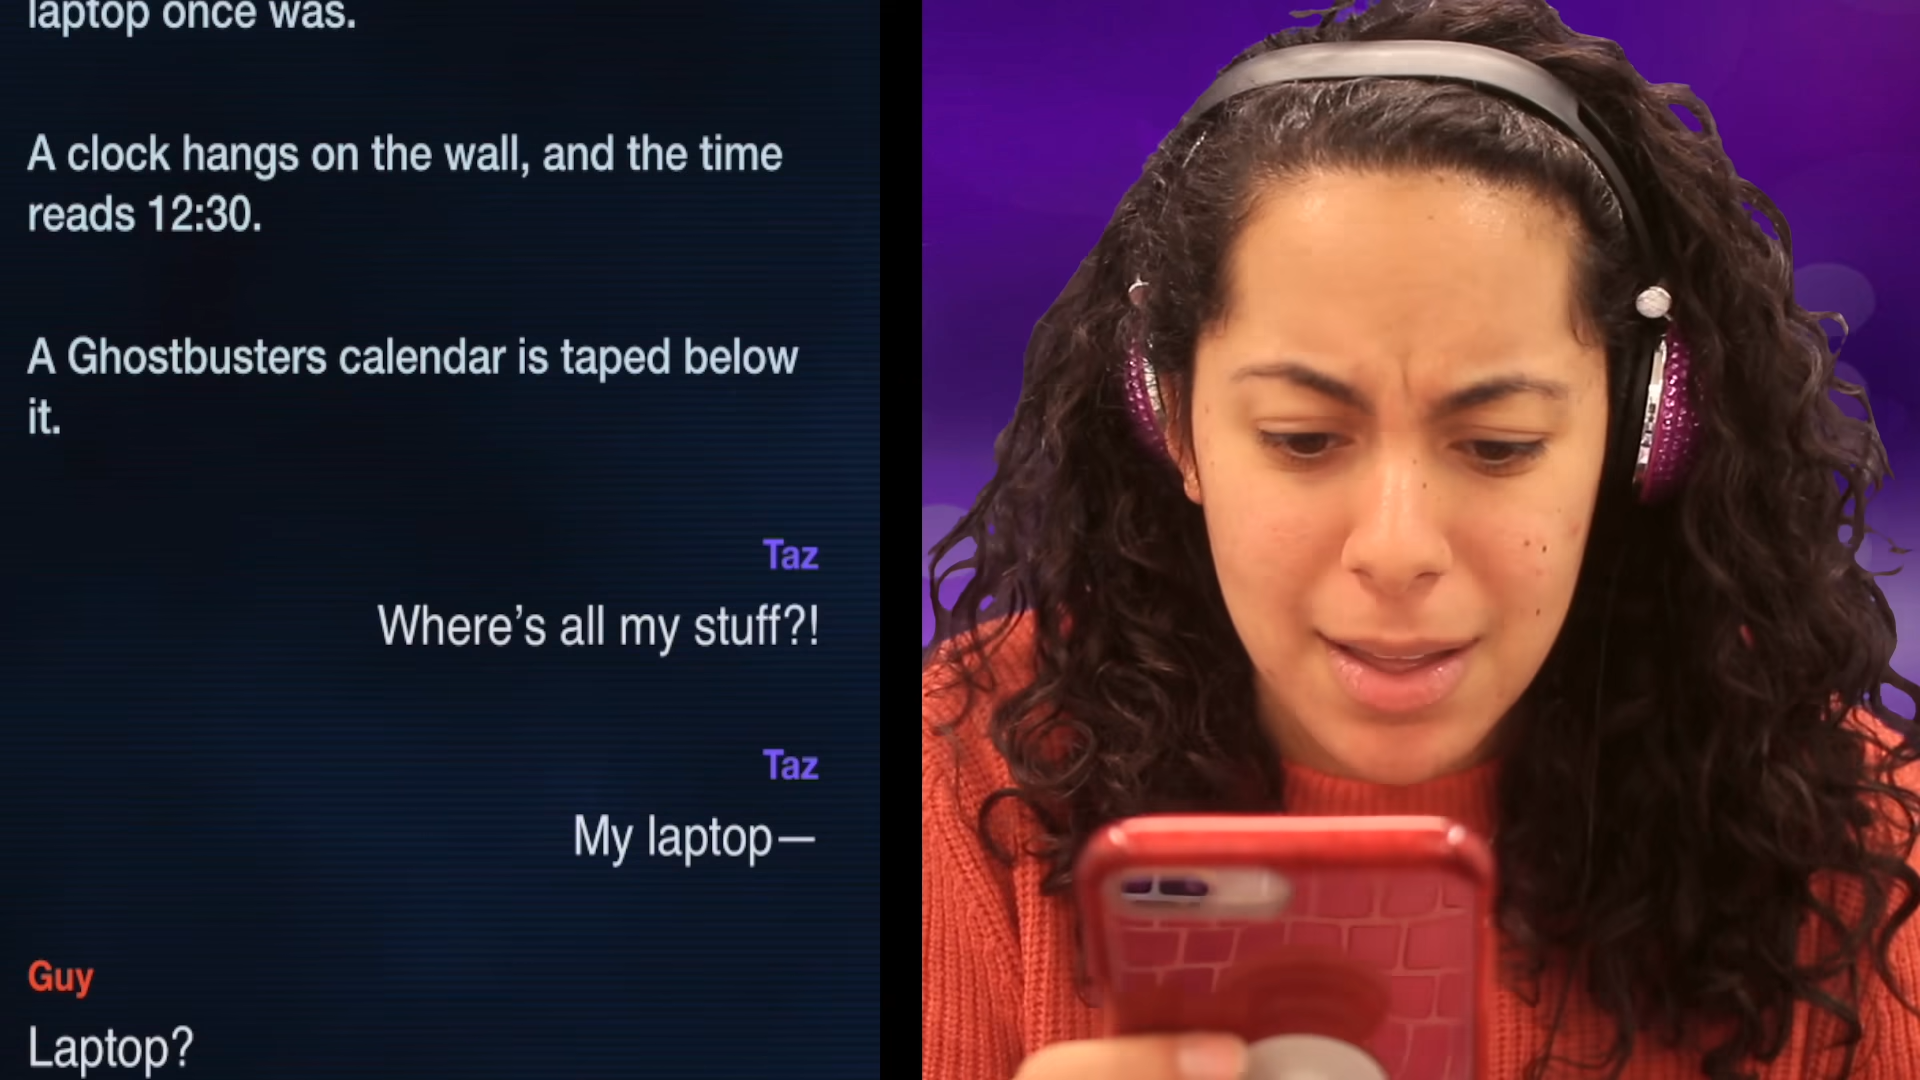 laptop once was.
A clock hangs on the wall, and the time
reads 12:30.
A Ghostbusters calendar is taped below
it.
Taz
Where’s all my stuff?!
Taz
My laptop—
Guy
Laptop?